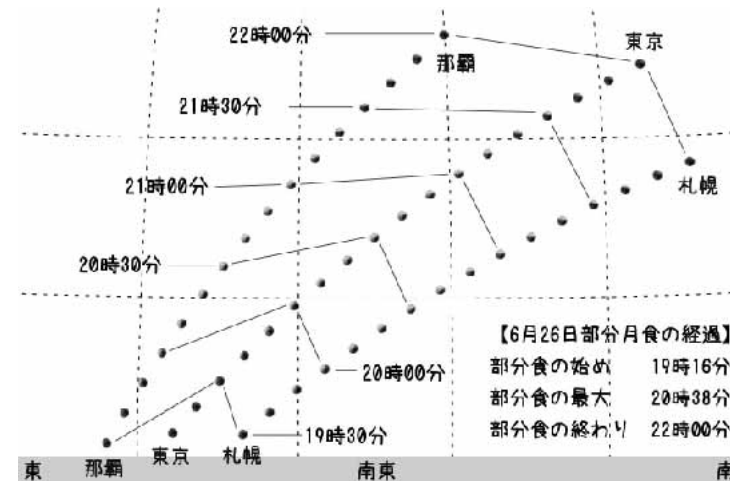 22時00分
東京
那覇
21時30分
21時00分
札幌
20時30分
【6月26日部分月食の経過】
部分食の始め 19時16分
20時00分
部分食の最大 20時38分
部分食の終わり 22時00分
19時30分
東 那覇 東京 札幌 南東 南